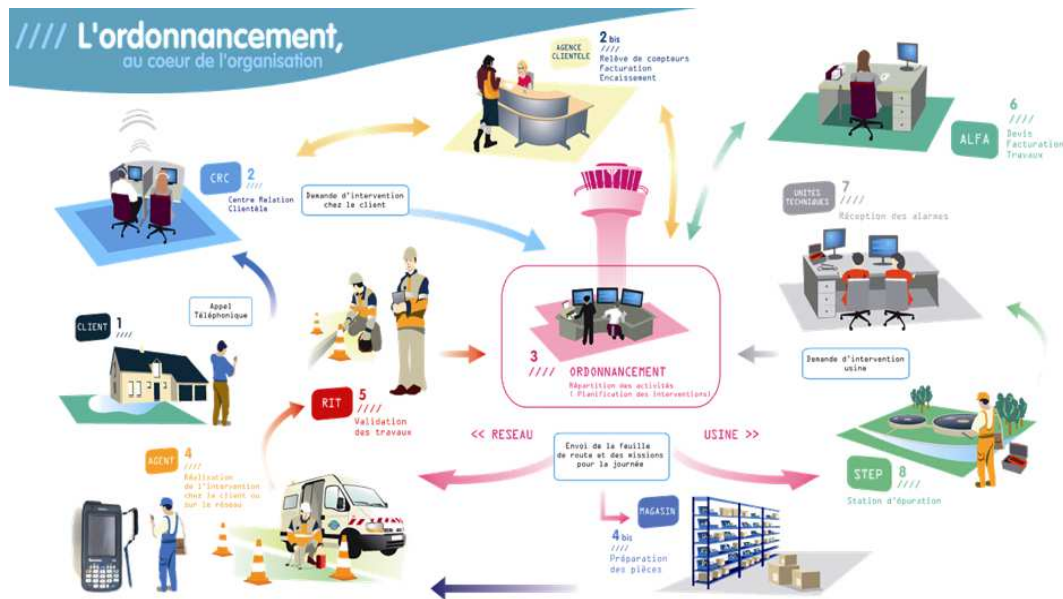 //// L'ordonnancement,
au coeur de l'organisation
AGENCE
CLIENTELE
2 bis
////
Relève de compteurs
Facturation
Encaissement
6
////
ALFA
Devis
Facturation
Travaux
CRC
2
////
Centre Relation
Clientèle
Demande d'intervention
chez le client
UNITES
TECHNIQUES
7
////
Réception des alarmes
Appel
Téléphonique
CLIENT
1
////
3
////
ORDONNANCEMENT
Répartition des activités
( Planification des Interventions)
Demande d'intervention
usine
RIT
5
////
Validation
des travaux
<< RESEAU
USINE >>
Envoi de la feuille
de route et des missions
pour la journée
AGENT
4
////
Réalisation
de l'intervention
chez le client ou
sur le réseau
STEP
8
////
Station d'épuration
MAGASIN
4 bis
////
Préparation
des pièces